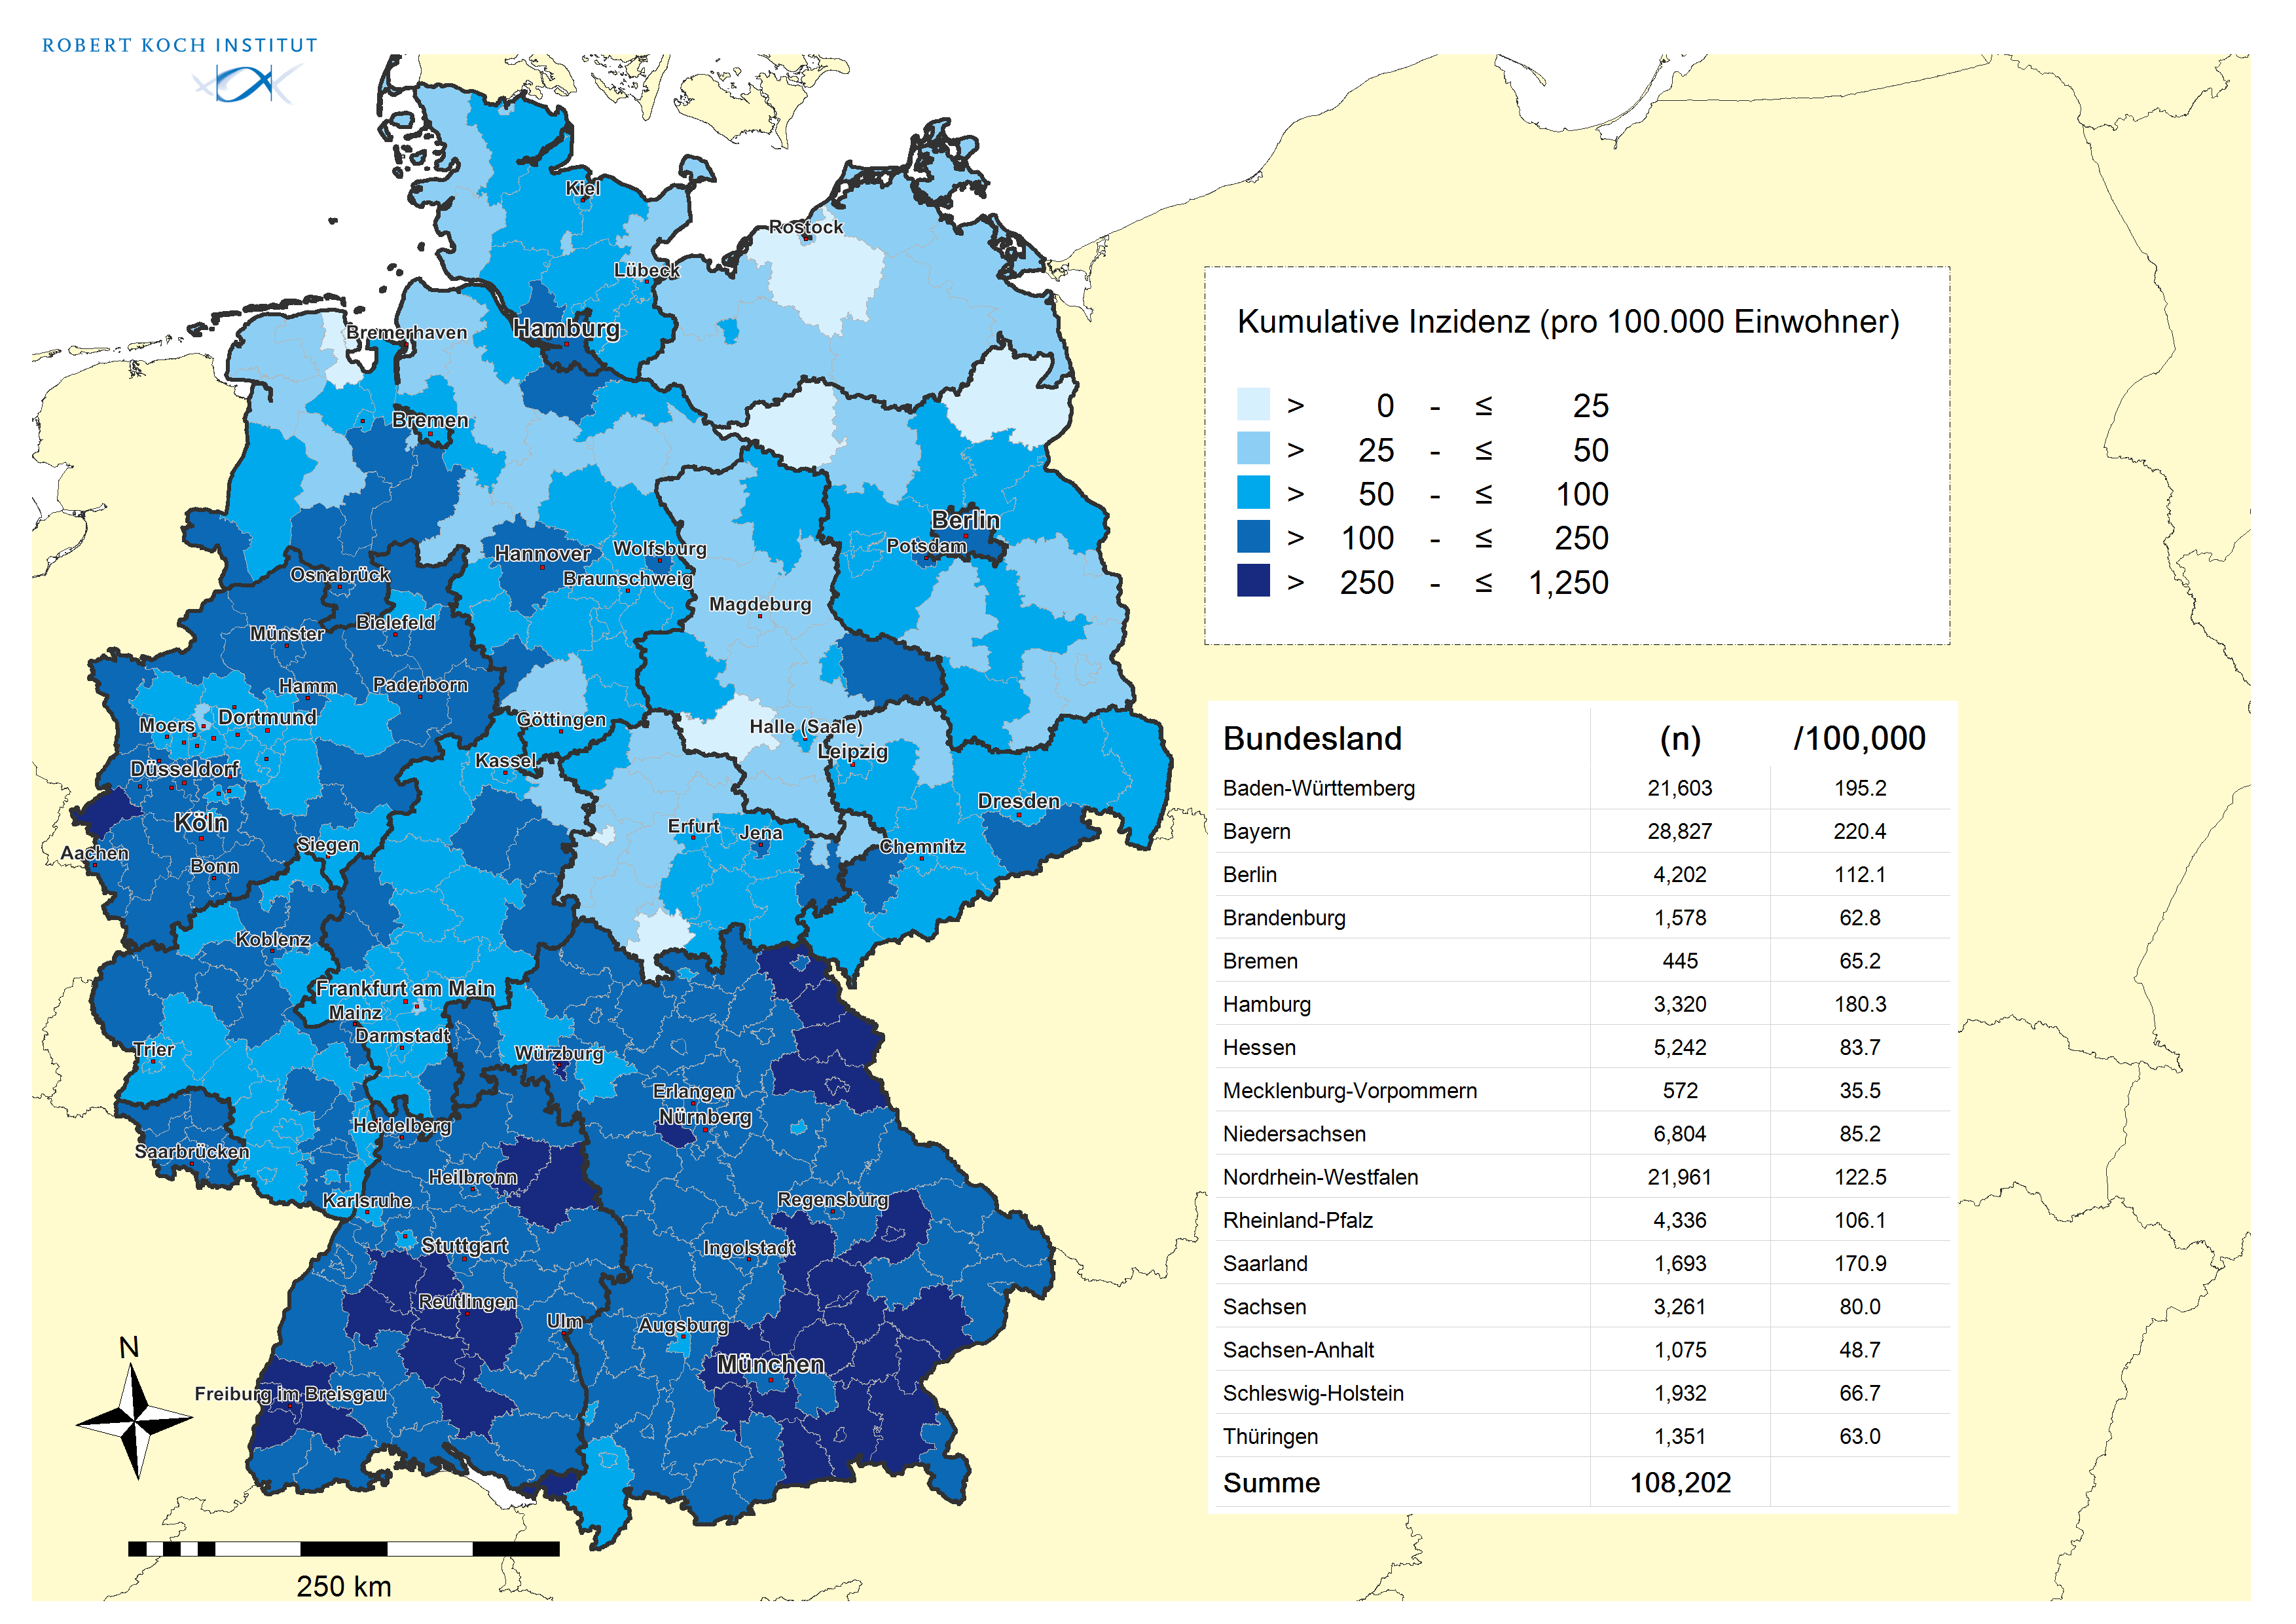 ROBERT KOCH INSTITUT
Kiel
Rostock
Lübeck
Bremerhaven
Hamburg
Bremen
Berlin
Potsdam
Hannover
Wolfsburg
Braunschweig
Osnabrück
Magdeburg
Bielefeld
Münster
Hamm
Paderborn
Moers
Dortmund
Göttingen
Halle (Saale)
Leipzig
Kassel
Düsseldorf
Dresden
Köln
Erfurt
Jena
Chemnitz
Siegen
Aachen
Bonn
Koblenz
Frankfurt am Main
Mainz
Darmstadt
Trier
Würzburg
Erlangen
Nürnberg
Heidelberg
Saarbrücken
Heilbronn
Karlsruhe
Regensburg
Stuttgart
Ingolstadt
Reutlingen
Ulm
Augsburg
München
Freiburg im Breisgau
N
250 km
Kumulative Inzidenz (pro 100.000 Einwohner)
> 0 - ≤ 25
> 25 - ≤ 50
> 50 - ≤ 100
> 100 - ≤ 250
> 250 - ≤ 1,250
Bundesland (n) /100,000
Baden-Württemberg 21,603 195.2
Bayern 28,827 220.4
Berlin 4,202 112.1
Brandenburg 1,578 62.8
Bremen 445 65.2
Hamburg 3,320 180.3
Hessen 5,242 83.7
Mecklenburg-Vorpommern 572 35.5
Niedersachsen 6,804 85.2
Nordrhein-Westfalen 21,961 122.5
Rheinland-Pfalz 4,336 106.1
Saarland 1,693 170.9
Sachsen 3,261 80.0
Sachsen-Anhalt 1,075 48.7
Schleswig-Holstein 1,932 66.7
Thüringen 1,351 63.0
Summe 108,202